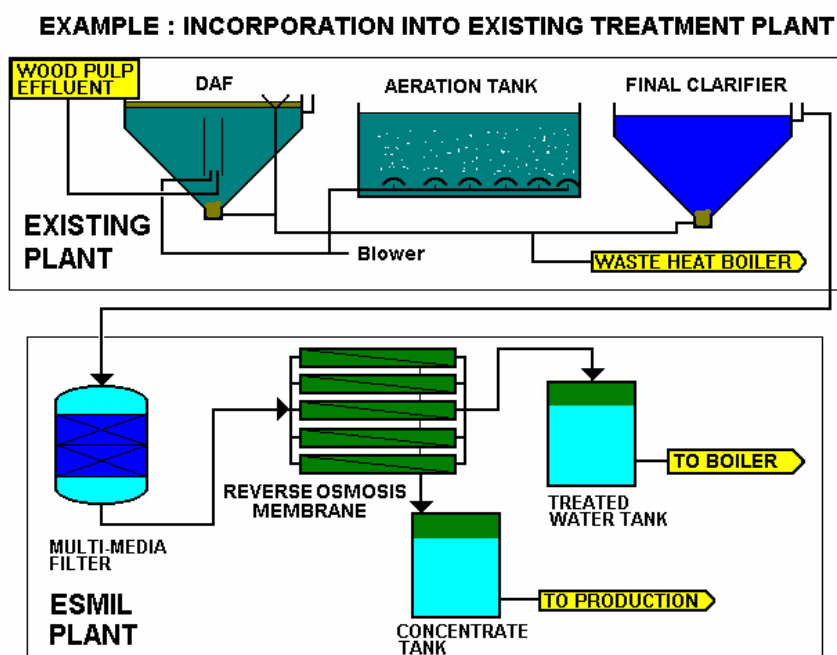 EXAMPLE : INCORPORATION INTO EXISTING TREATMENT PLANT
WOOD PULP
EFFLUENT
DAF
AERATION TANK
FINAL CLARIFIER
EXISTING
PLANT
Blower
WASTE HEAT BOILER
REVERSE OSMOSIS
MEMBRANE
TO BOILER
TREATED
WATER TANK
MULTI-MEDIA
FILTER
ESMIL
PLANT
TO PRODUCTION
CONCENTRATE
TANK